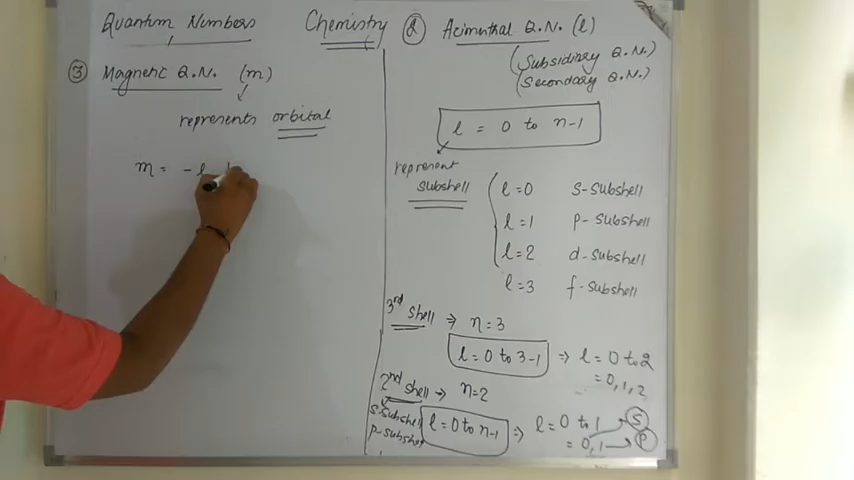 Quantum Numbers
Chemistry
③ Magnetic Q.N. (m)
represents orbital
m = -l t
② Azimuthal Q.N. (l)
(Subsidiary Q.N.)
(Secondary Q.N.)
l = 0 to n-1
represent
subshell
l=0 s-subshell
l=1 p-subshell
l=2 d-subshell
l=3 f-subshell
3rd shell → n=3
l=0 to 3-1 ⇒ l=0 to 2
=0,1,2
2nd shell → n=2
s-subshell
p-subshell
l=0 to n-1 ⇒ l=0 to 1 → S
=0,1 → P